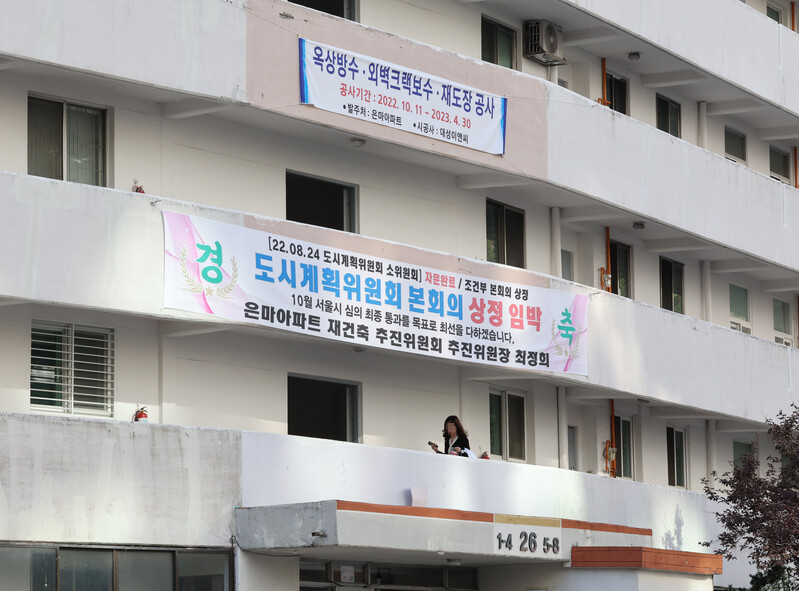 옥상방수·외벽크랙보수·재도장 공사
공사기간 : 2022. 10. 11 ~ 2023. 4. 30
●발주처 : 은마아파트 ●시공사 : 대성이앤씨
경
[22.08.24 도시계획위원회 소위원회] 자문완료 / 조건부 본회의 상정
도시계획위원회 본회의 상정 임박
10월 서울시 심의 최종 통과를 목표로 최선을 다하겠습니다.
은마아파트 재건축 추진위원회 추진위원장 최정희
축
1-4 26 5-8